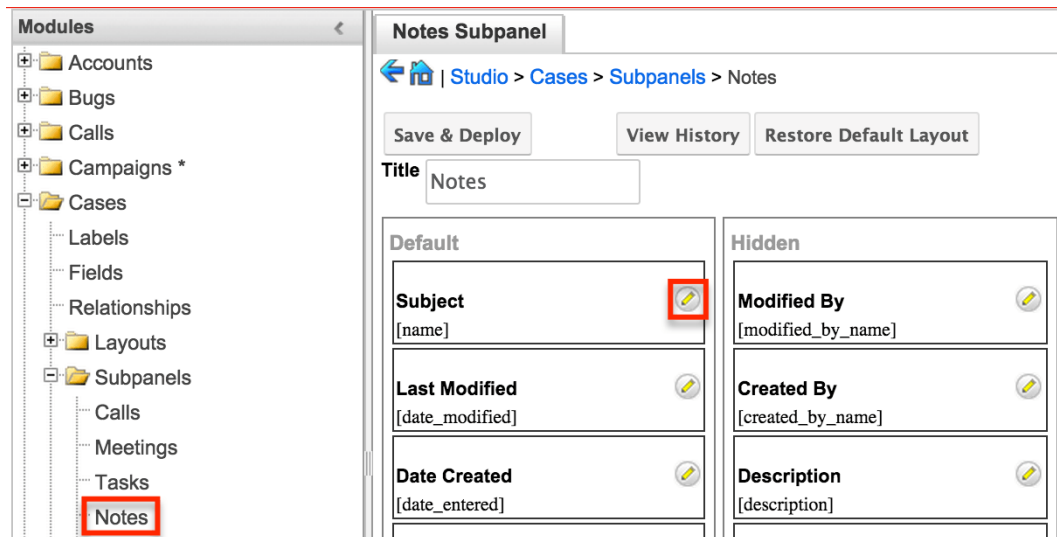 Modules
Accounts
Bugs
Calls
Campaigns *
Cases
Labels
Fields
Relationships
Layouts
Subpanels
Calls
Meetings
Tasks
Notes
Notes Subpanel
| Studio > Cases > Subpanels > Notes
Save & Deploy
View History
Restore Default Layout
Title
Notes
Default
Subject
[name]
Last Modified
[date_modified]
Date Created
[date_entered]
Hidden
Modified By
[modified_by_name]
Created By
[created_by_name]
Description
[description]